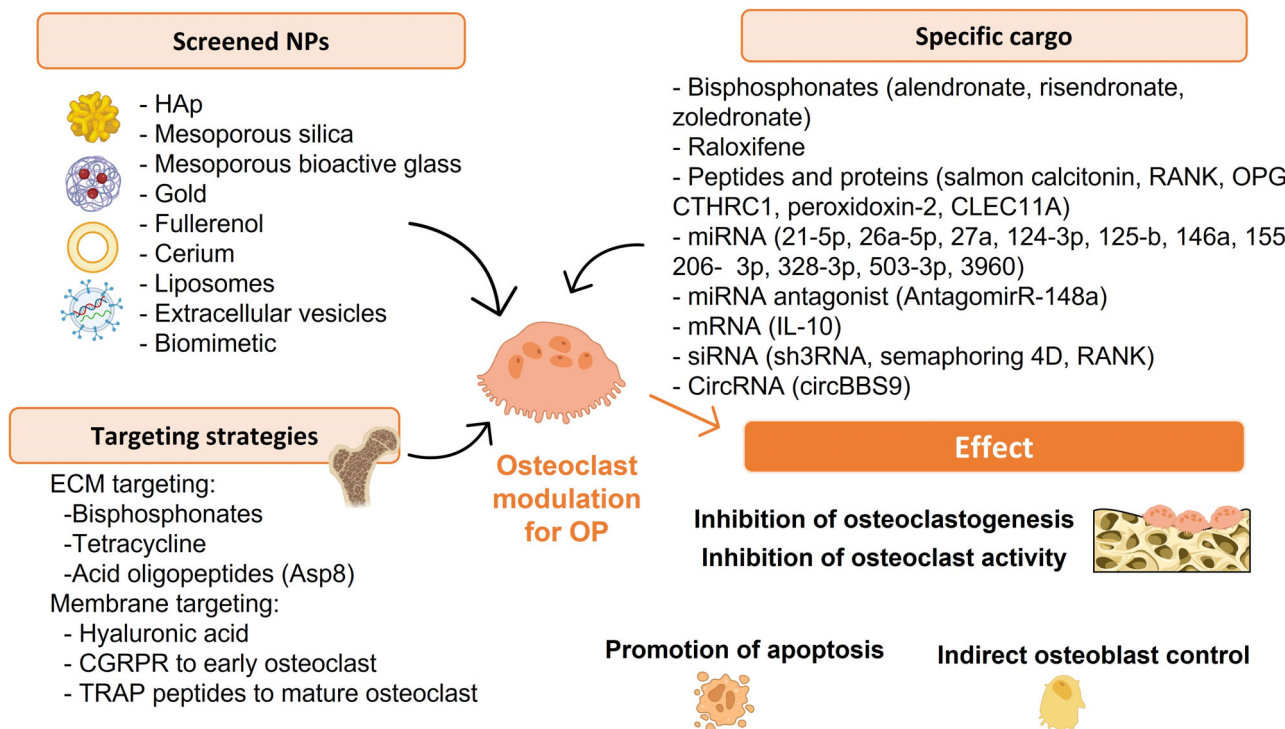 Screened NPs
- HAp
- Mesoporous silica
- Mesoporous bioactive glass
- Gold
- Fullerenol
- Cerium
- Liposomes
- Extracellular vesicles
- Biomimetic
Targeting strategies
ECM targeting:
-Bisphosphonates
-Tetracycline
-Acid oligopeptides (Asp8)
Membrane targeting:
- Hyaluronic acid
- CGRPR to early osteoclast
- TRAP peptides to mature osteoclast
Osteoclast
modulation
for OP
Specific cargo
- Bisphosphonates (alendronate, risendronate,
zoledronate)
- Raloxifene
- Peptides and proteins (salmon calcitonin, RANK, OPG
CTHRC1, peroxidoxin-2, CLEC11A)
- miRNA (21-5p, 26a-5p, 27a, 124-3p, 125-b, 146a, 155
206- 3p, 328-3p, 503-3p, 3960)
- miRNA antagonist (AntagomirR-148a)
- mRNA (IL-10)
- siRNA (sh3RNA, semaphoring 4D, RANK)
- CircRNA (circBBS9)
Effect
Inhibition of osteoclastogenesis
Inhibition of osteoclast activity
Promotion of apoptosis
Indirect osteoblast control